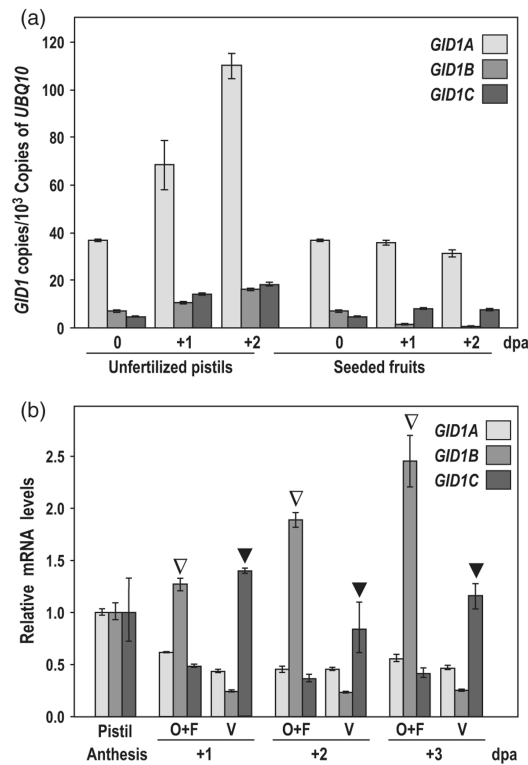 (a)
120
100
80
60
40
20
0
GID1 copies/10³ Copies of UBQ10
GID1A
GID1B
GID1C
0 +1 +2 0 +1 +2 dpa
Unfertilized pistils Seeded fruits
(b)
2.5
2.0
1.5
1.0
0.5
0.0
Relative mRNA levels
GID1A
GID1B
GID1C
Pistil O+F V O+F V O+F V
Anthesis +1 +2 +3 dpa